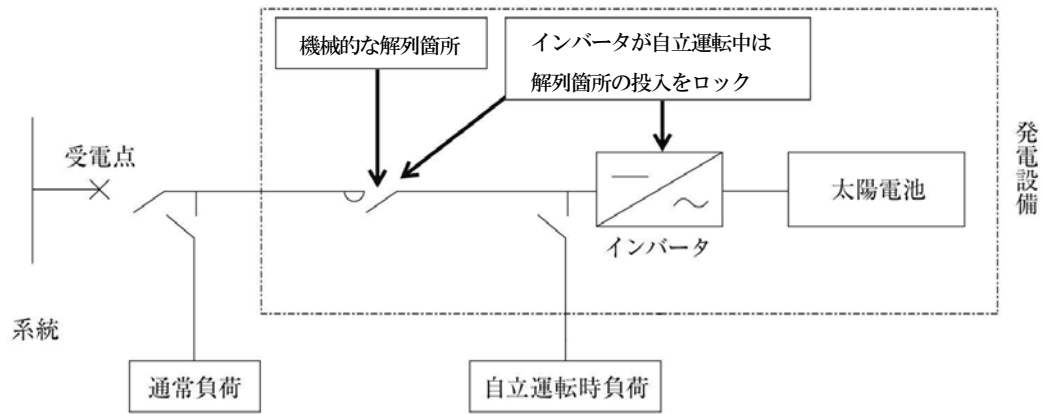 機械的な解列箇所
インバータが自立運転中は
解列箇所の投入をロック
受電点
太陽電池
発電設備
インバータ
系統
通常負荷
自立運転時負荷